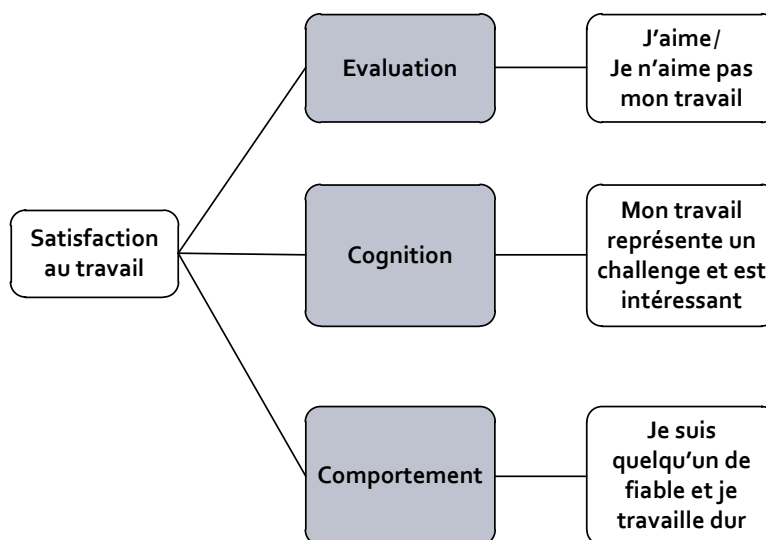 Satisfaction
au travail
Evaluation
J'aime/
Je n'aime pas
mon travail
Cognition
Mon travail
représente un
challenge et est
intéressant
Comportement
Je suis
quelqu'un de
fiable et je
travaille dur